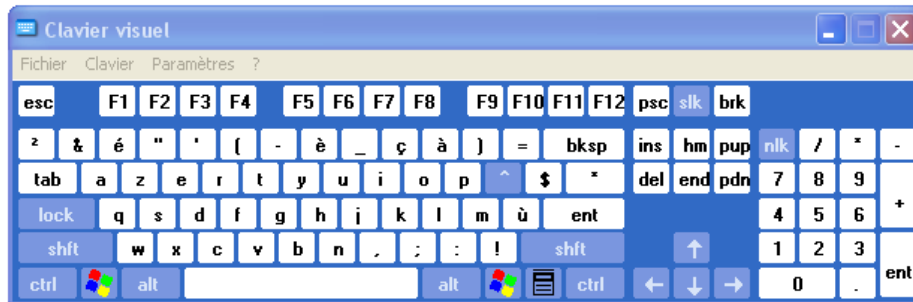 Clavier visuel
Fichier Clavier Paramètres ?
esc F1 F2 F3 F4 F5 F6 F7 F8 F9 F10 F11 F12 psc slk brk
² & é " ' ( - è _ ç à ) = bksp ins hm pup nlk / * -
tab a z e r t y u i o p ^ $ * del end pdn 7 8 9 +
lock q s d f g h j k l m ù ent 4 5 6
shft w x c v b n , ; : ! shft ↑ 1 2 3 ent
ctrl alt alt ctrl ← ↓ → 0 .